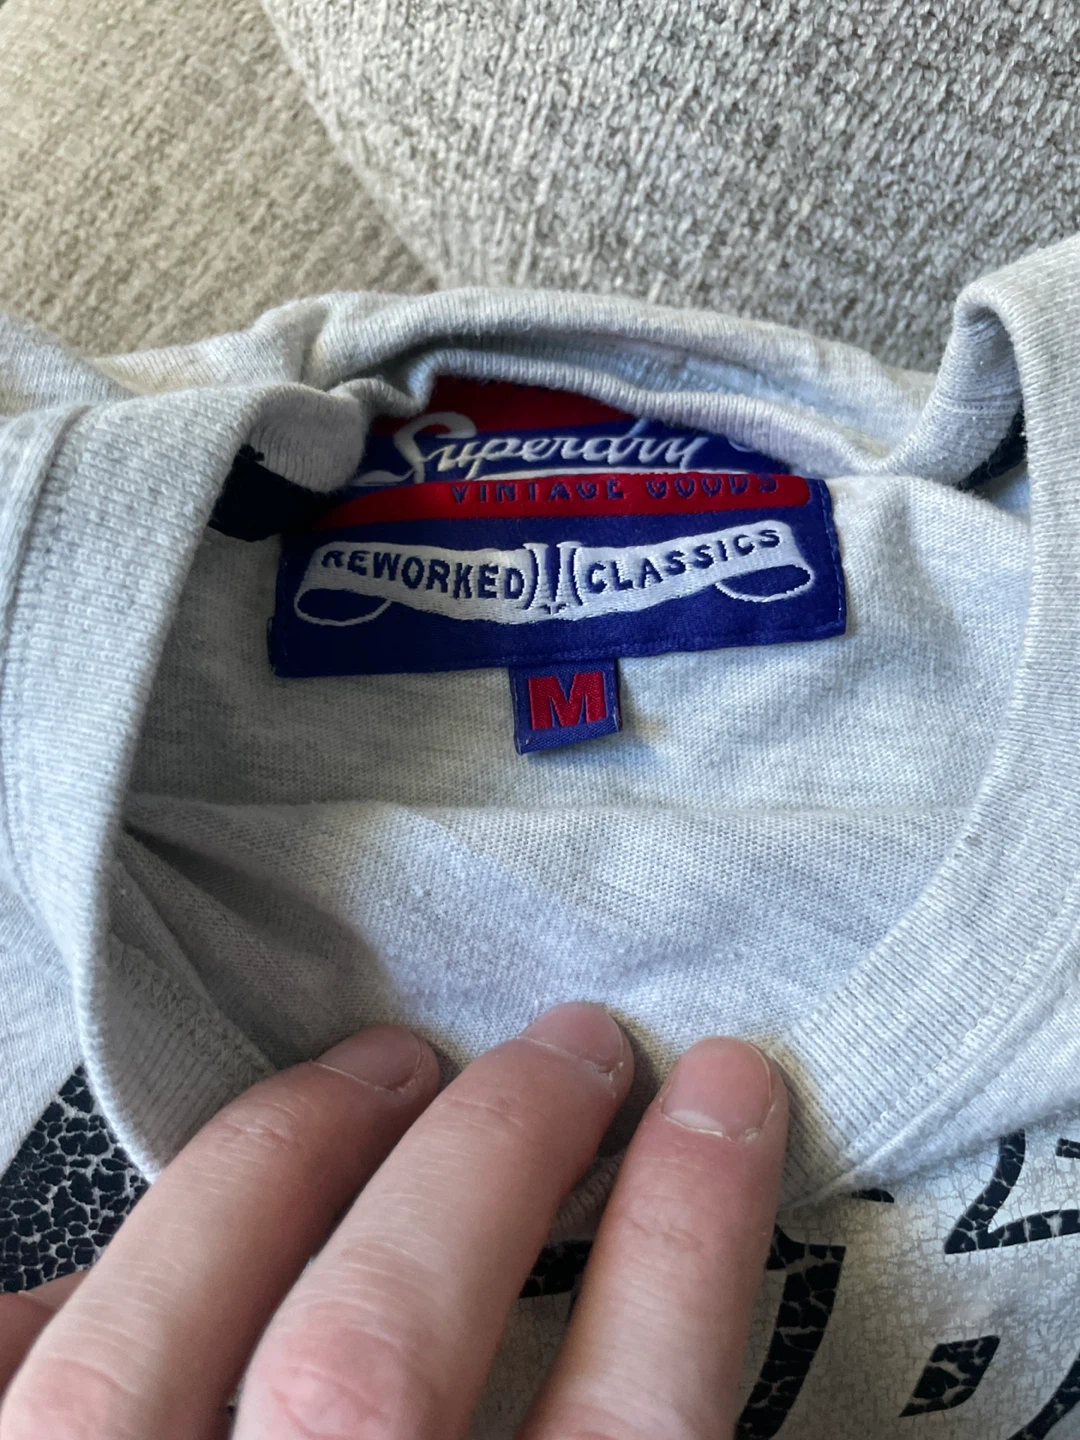 Superdry
VINTAGE GOODS
REWORKED CLASSICS
M